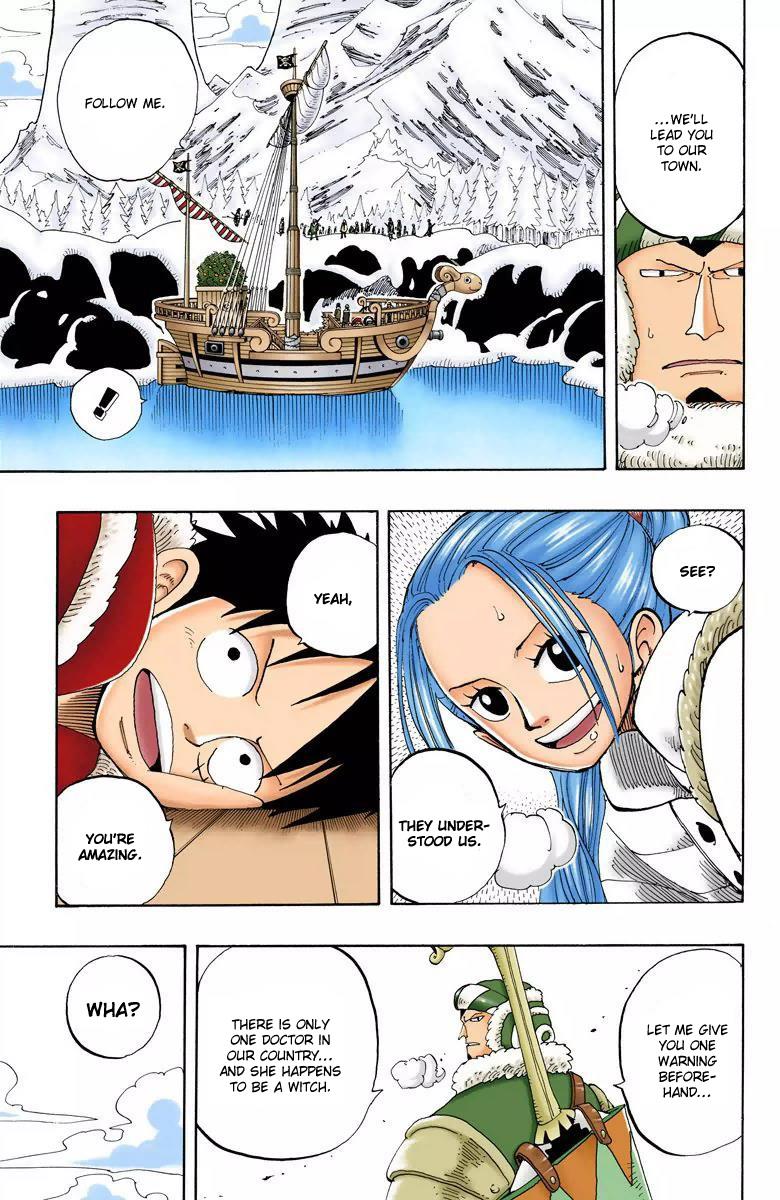 ...WE'LL
LEAD YOU
TO OUR
TOWN.
FOLLOW ME.
!
SEE?
THEY UNDER-
STOOD US.
YEAH,
YOU'RE
AMAZING.
LET ME GIVE
YOU ONE
WARNING
BEFORE-
HAND...
THERE IS ONLY
ONE DOCTOR IN
OUR COUNTRY...
AND SHE HAPPENS
TO BE A WITCH.
WHA?